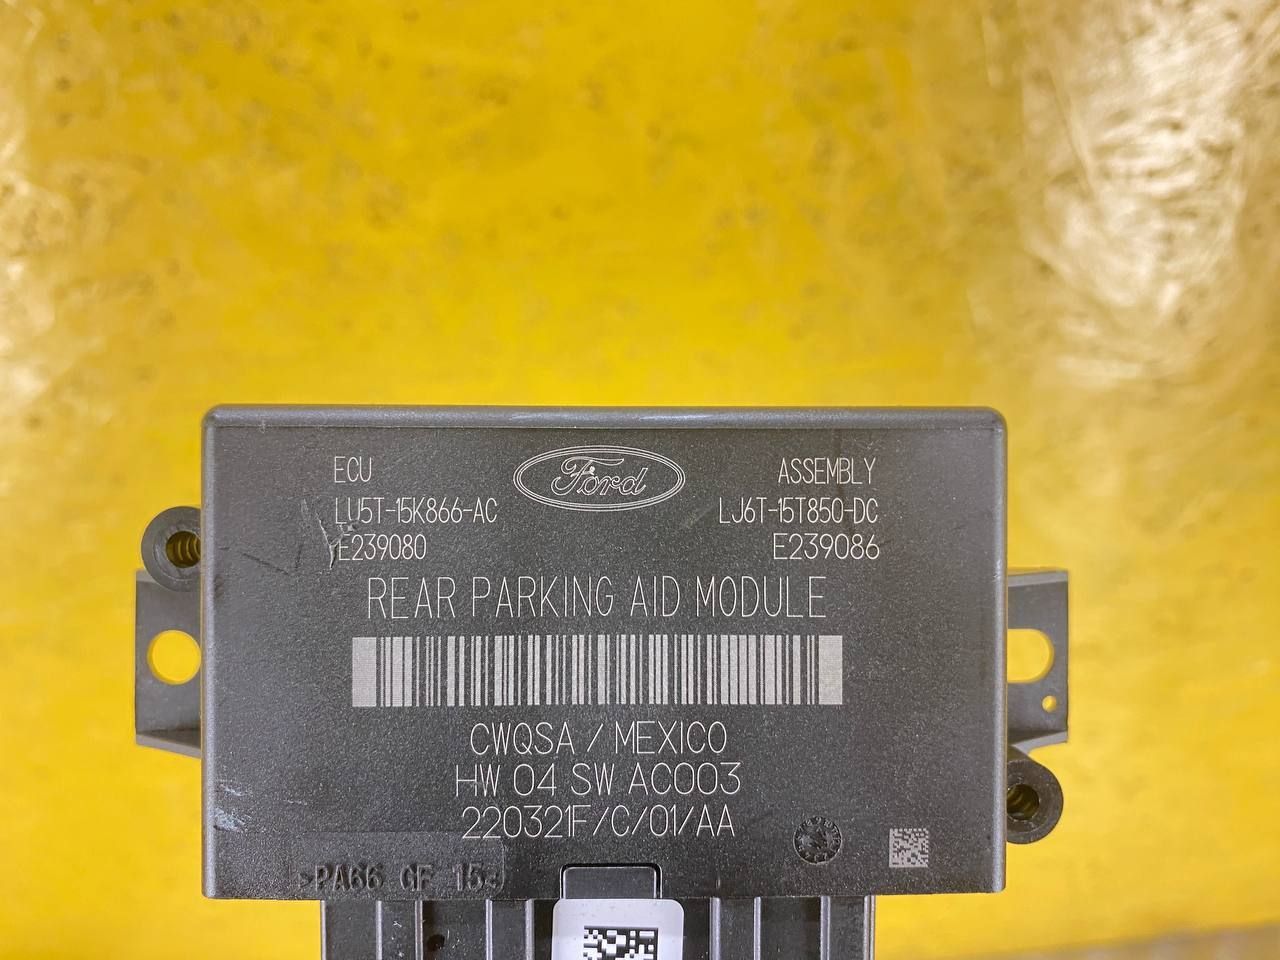 ECU
Ford
ASSEMBLY
LU5T-15K866-AC
LJ6T-15T850-DC
E239080
E239086
REAR PARKING AID MODULE
CWQSA / MEXICO
HW 04 SW AC003
220321F/C/01/AA
>PA66 GF 15<